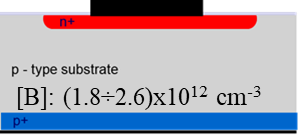 n+
p - type substrate
[B]: (1.8÷2.6)x10¹² cm⁻³
p+